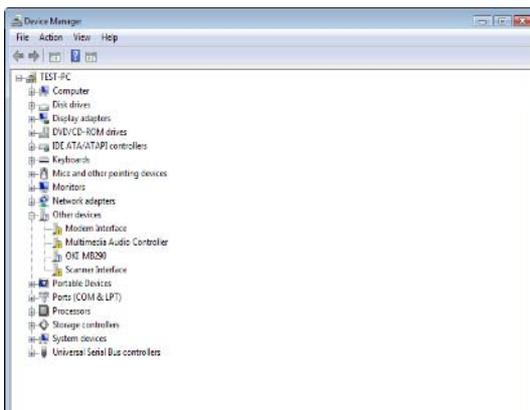 Device Manager
File Action View Help
TEST-PC
Computer
Disk drives
Display adapters
DVD/CD-ROM drives
IDE ATA/ATAPI controllers
Keyboards
Mice and other pointing devices
Monitors
Network adapters
Other devices
Modem Interface
Multimedia Audio Controller
OKI MB290
Scanner Interface
Portable Devices
Ports (COM & LPT)
Processors
Storage controllers
System devices
Universal Serial Bus controllers